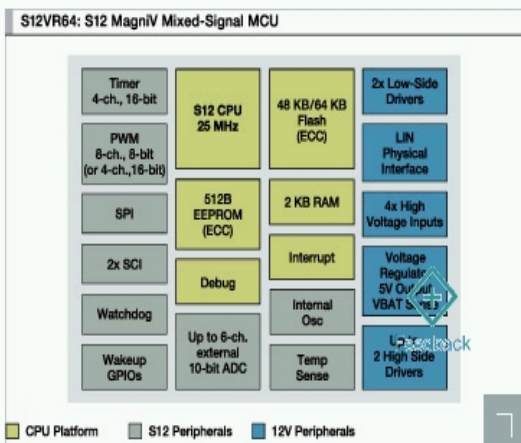 S12VR64: S12 MagniV Mixed-Signal MCU
Timer
4-ch., 16-bit
PWM
8-ch., 8-bit
(or 4-ch.,16-bit)
SPI
2x SCI
Watchdog
Wakeup
GPIOs
S12 CPU
25 MHz
512B
EEPROM
(ECC)
Debug
Up to 6-ch.
external
10-bit ADC
48 KB/64 KB
Flash
(ECC)
2 KB RAM
Interrupt
Internal
Osc
Temp
Sense
2x Low-Side
Drivers
LIN
Physical
Interface
4x High
Voltage Inputs
Voltage
Regulator
5V Output
VBAT Sense
Up to
2 High Side
Drivers
CPU Platform
S12 Peripherals
12V Peripherals